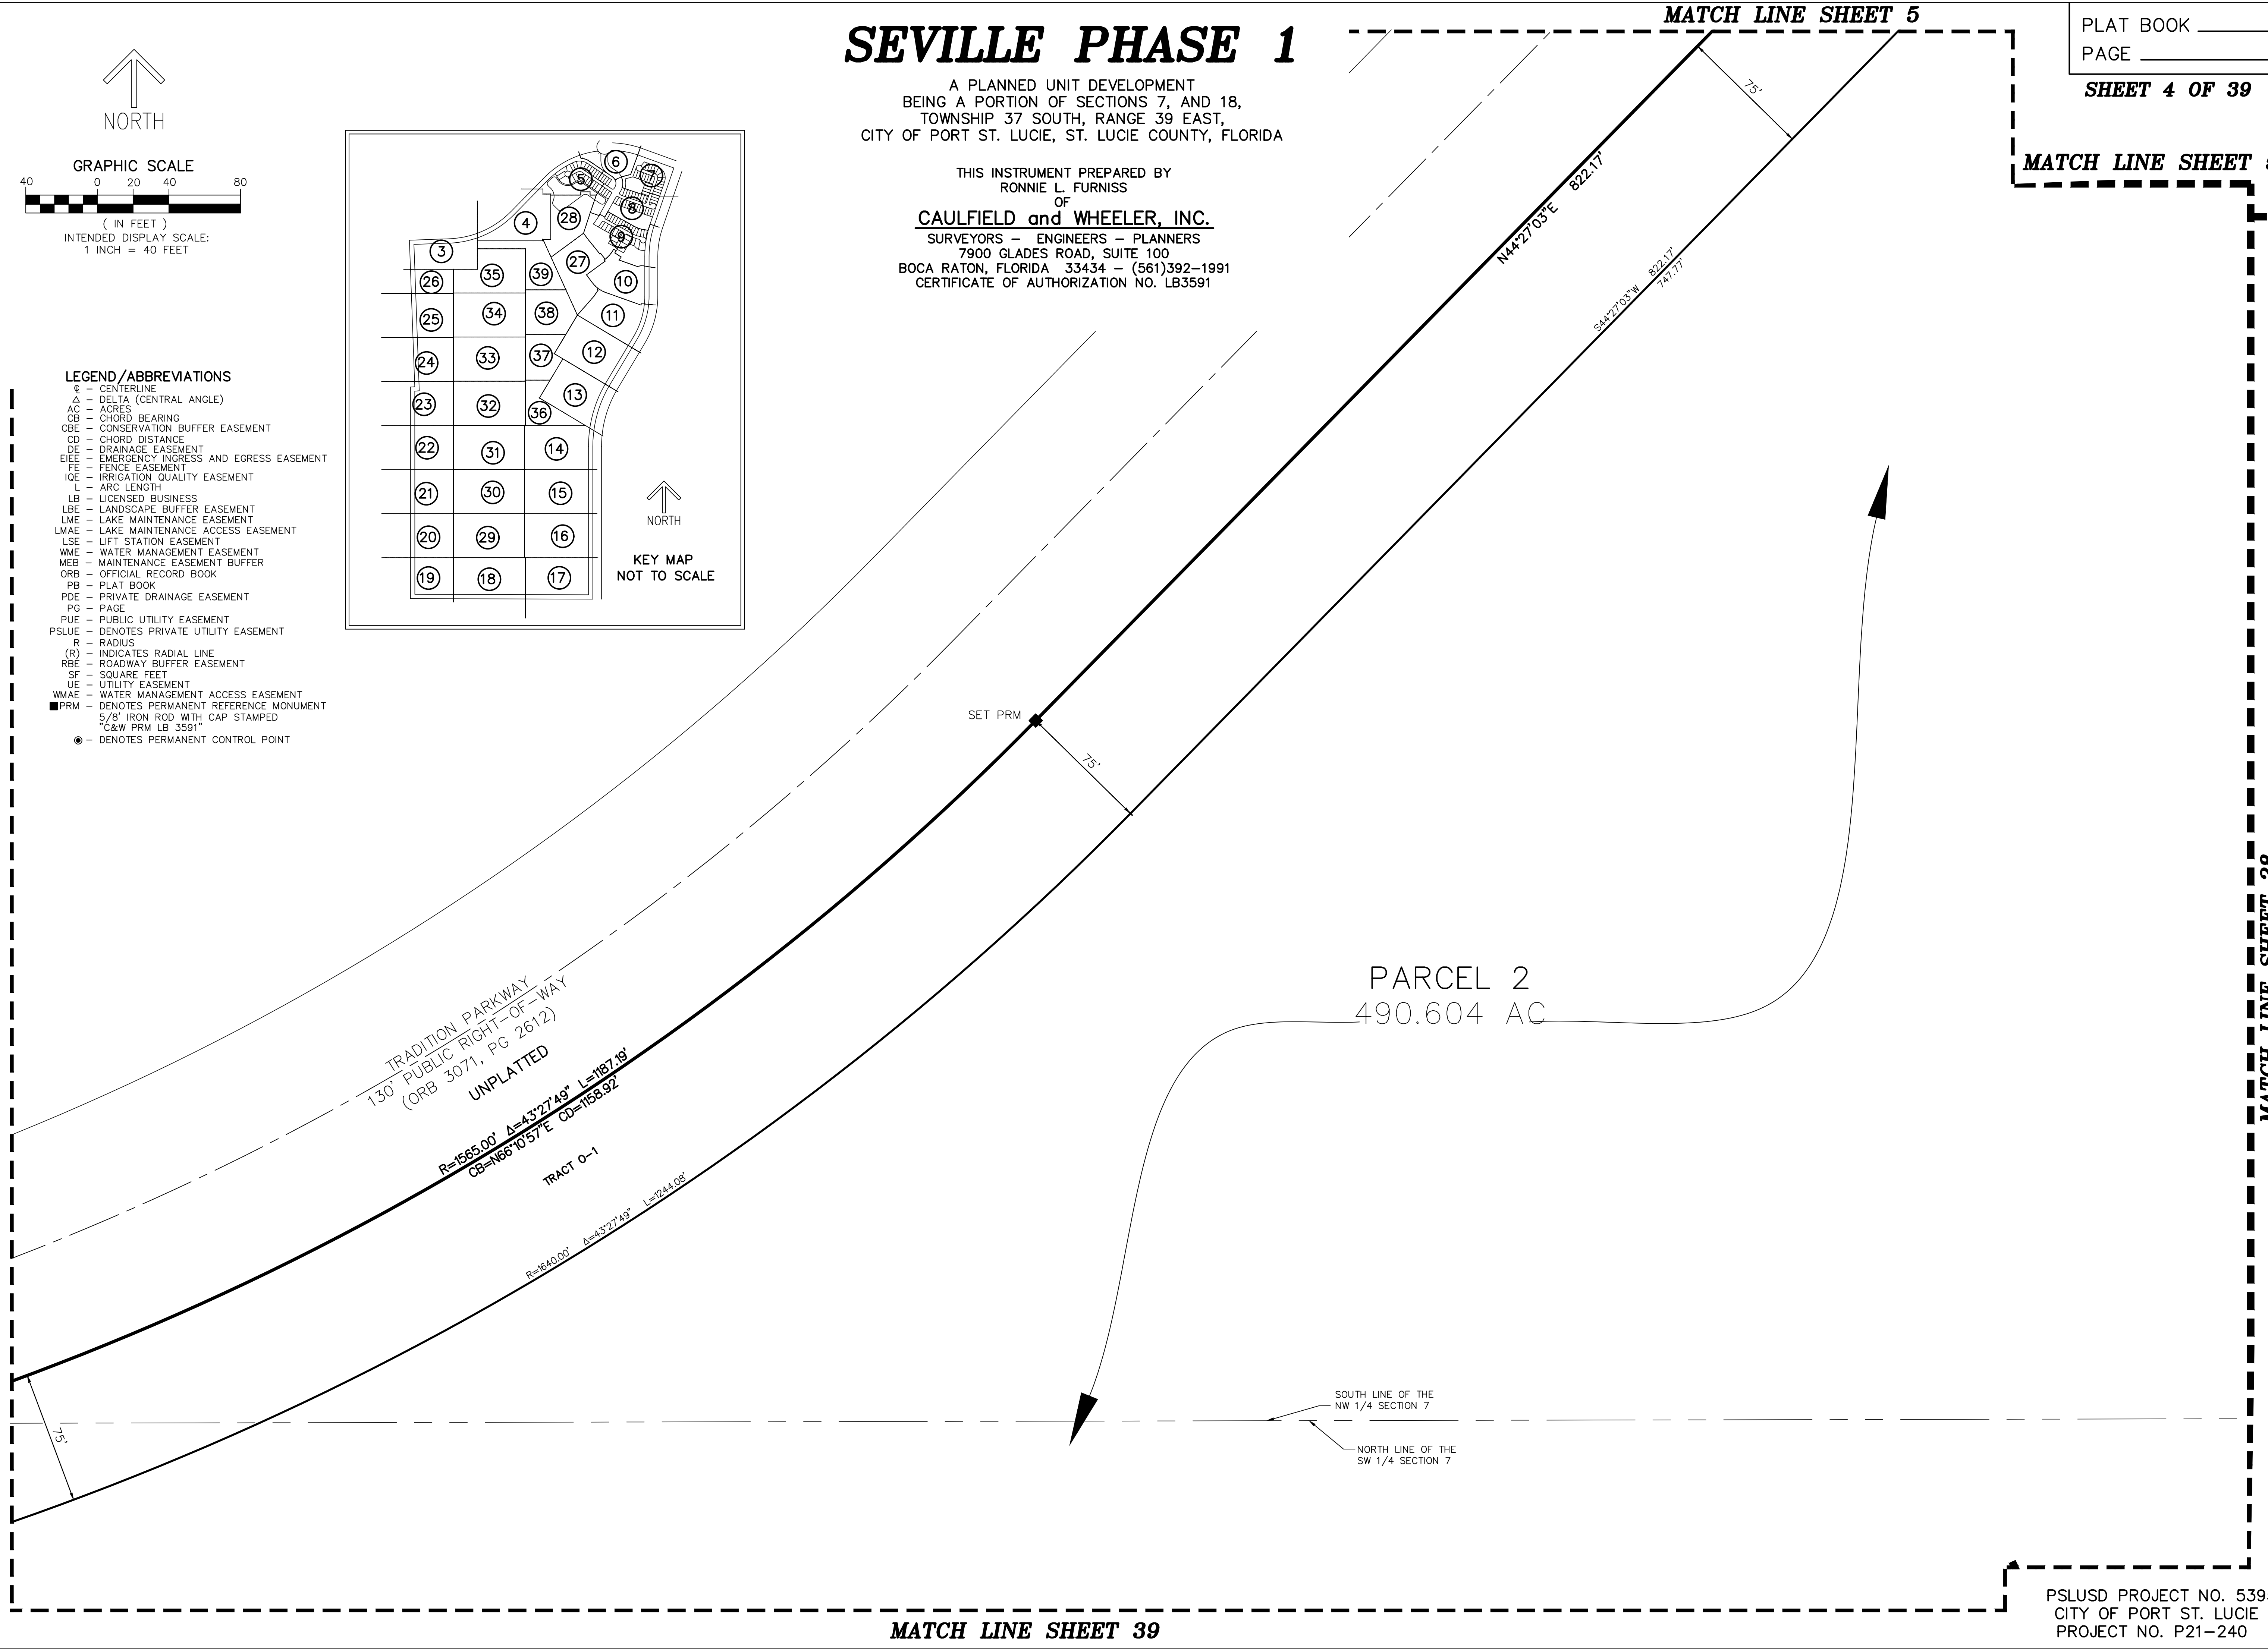 MATCH LINE SHEET 5
PLAT BOOK
PAGE
SHEET 4 OF 39
SEVILLE PHASE 1
A PLANNED UNIT DEVELOPMENT
BEING A PORTION OF SECTIONS 7, AND 18,
TOWNSHIP 37 SOUTH, RANGE 39 EAST,
CITY OF PORT ST. LUCIE, ST. LUCIE COUNTY, FLORIDA
THIS INSTRUMENT PREPARED BY
RONNIE L. FURNISS
OF
CAULFIELD and WHEELER, INC.
SURVEYORS – ENGINEERS – PLANNERS
7900 GLADES ROAD, SUITE 100
BOCA RATON, FLORIDA 33434 – (561)392–1991
CERTIFICATE OF AUTHORIZATION NO. LB3591
NORTH
GRAPHIC SCALE
40 0 20 40 80
( IN FEET )
INTENDED DISPLAY SCALE:
1 INCH = 40 FEET
LEGEND/ABBREVIATIONS
℄ – CENTERLINE
Δ – DELTA (CENTRAL ANGLE)
AC – ACRES
CB – CHORD BEARING
CBE – CONSERVATION BUFFER EASEMENT
CD – CHORD DISTANCE
DE – DRAINAGE EASEMENT
EIEE – EMERGENCY INGRESS AND EGRESS EASEMENT
FE – FENCE EASEMENT
IQE – IRRIGATION QUALITY EASEMENT
L – ARC LENGTH
LB – LICENSED BUSINESS
LBE – LANDSCAPE BUFFER EASEMENT
LME – LAKE MAINTENANCE EASEMENT
LMAE – LAKE MAINTENANCE ACCESS EASEMENT
LSE – LIFT STATION EASEMENT
WME – WATER MANAGEMENT EASEMENT
MEB – MAINTENANCE EASEMENT BUFFER
ORB – OFFICIAL RECORD BOOK
PB – PLAT BOOK
PDE – PRIVATE DRAINAGE EASEMENT
PG – PAGE
PUE – PUBLIC UTILITY EASEMENT
PSLUE – DENOTES PRIVATE UTILITY EASEMENT
R – RADIUS
(R) – INDICATES RADIAL LINE
RBE – ROADWAY BUFFER EASEMENT
SF – SQUARE FEET
UE – UTILITY EASEMENT
WMAE – WATER MANAGEMENT ACCESS EASEMENT
■PRM – DENOTES PERMANENT REFERENCE MONUMENT
5/8' IRON ROD WITH CAP STAMPED
"C&W PRM LB 3591"
◉ – DENOTES PERMANENT CONTROL POINT
6
5 7
8
4 28
9
3
27
35 39
26 10
34 38 11
25
33 37 12
24
13
23 32 36
22 31 14
21 30 15
NORTH
20 29 16
KEY MAP
NOT TO SCALE
19 18 17
75'
MATCH LINE SHEET 5
N44°27'03"E 822.17'
S44°27'03"W 822.17'
747.77'
SET PRM
75'
PARCEL 2
490.604 AC
MATCH LINE SHEET 28
TRADITION PARKWAY
130' PUBLIC RIGHT–OF–WAY
(ORB 3071, PG 2612)
UNPLATTED
R=1565.00' Δ=43°27'49" L=1187.19'
CB=N66°10'57"E CD=1158.92'
TRACT O–1
R=1640.00' Δ=43°27'49" L=1244.08'
75'
SOUTH LINE OF THE
NW 1/4 SECTION 7
NORTH LINE OF THE
SW 1/4 SECTION 7
MATCH LINE SHEET 39
PSLUSD PROJECT NO. 539
CITY OF PORT ST. LUCIE
PROJECT NO. P21–240